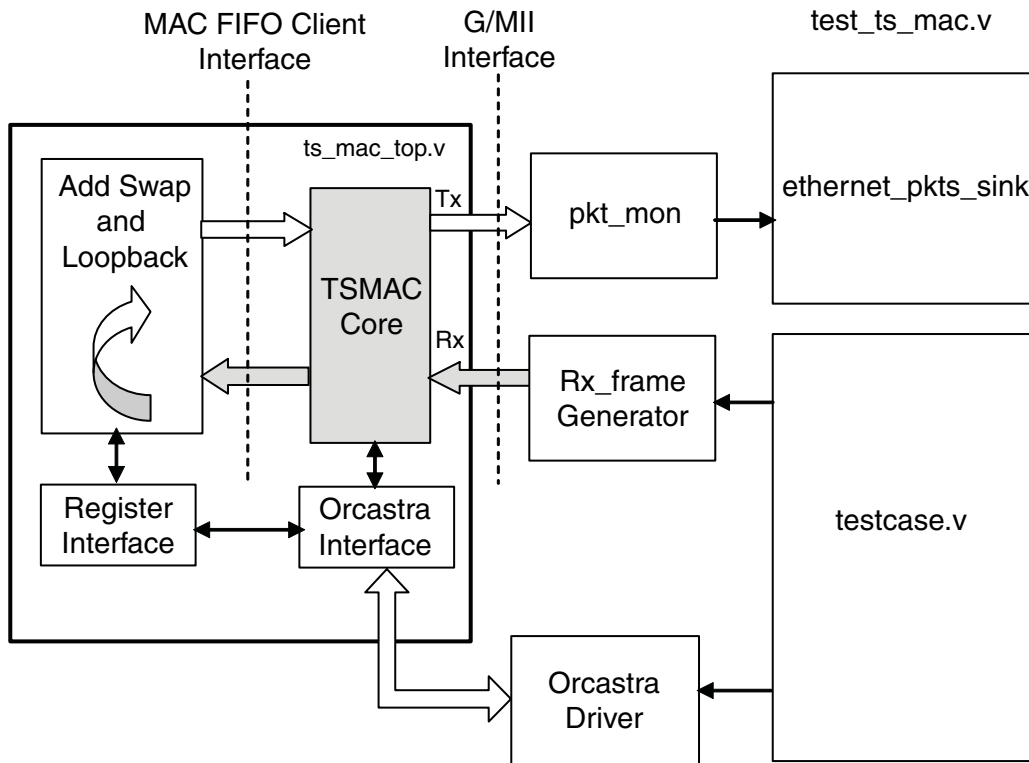 MAC FIFO Client
Interface
G/MII
Interface
test_ts_mac.v
ts_mac_top.v
Add Swap
and
Loopback
Tx
TSMAC
Core
Rx
pkt_mon
ethernet_pkts_sink
Rx_frame
Generator
Register
Interface
Orcastra
Interface
testcase.v
Orcastra
Driver